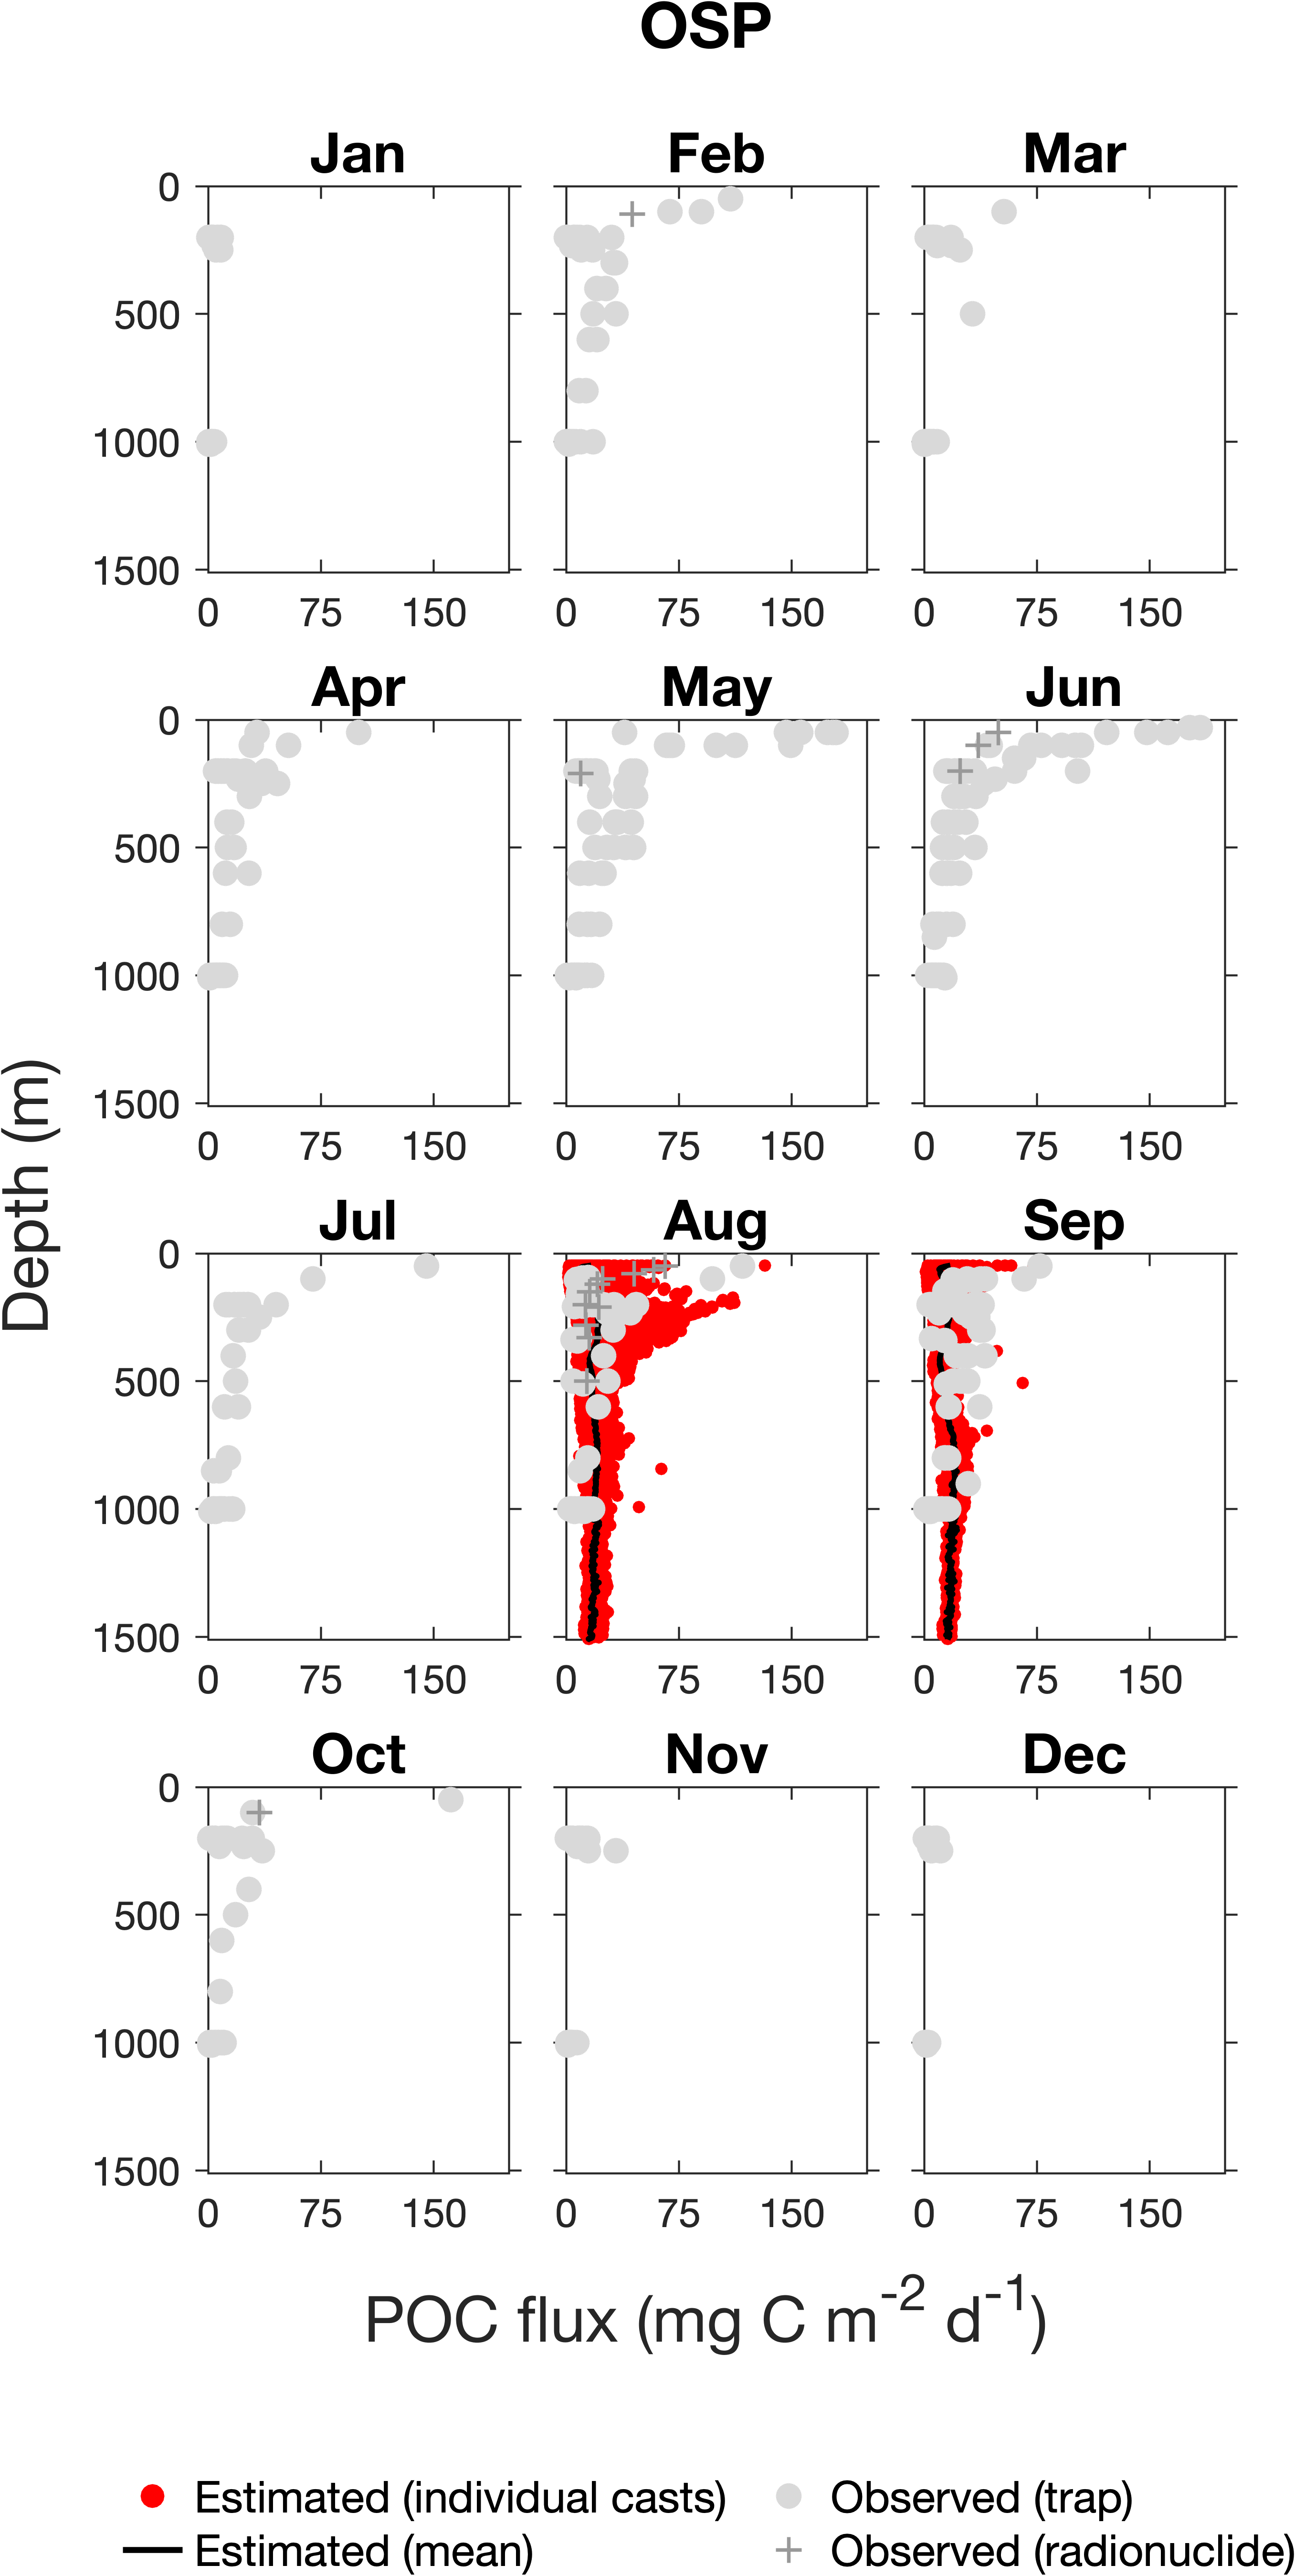 OSP
Jan Feb Mar
0
500
1000
1500
0 75 150 0 75 150 0 75 150
Apr May Jun
0
500
1000
1500
0 75 150 0 75 150 0 75 150
Depth (m)
Jul Aug Sep
0
500
1000
1500
0 75 150 0 75 150 0 75 150
Oct Nov Dec
0
500
1000
1500
0 75 150 0 75 150 0 75 150
POC flux (mg C m-2 d-1)
Estimated (individual casts) Observed (trap)
Estimated (mean) Observed (radionuclide)